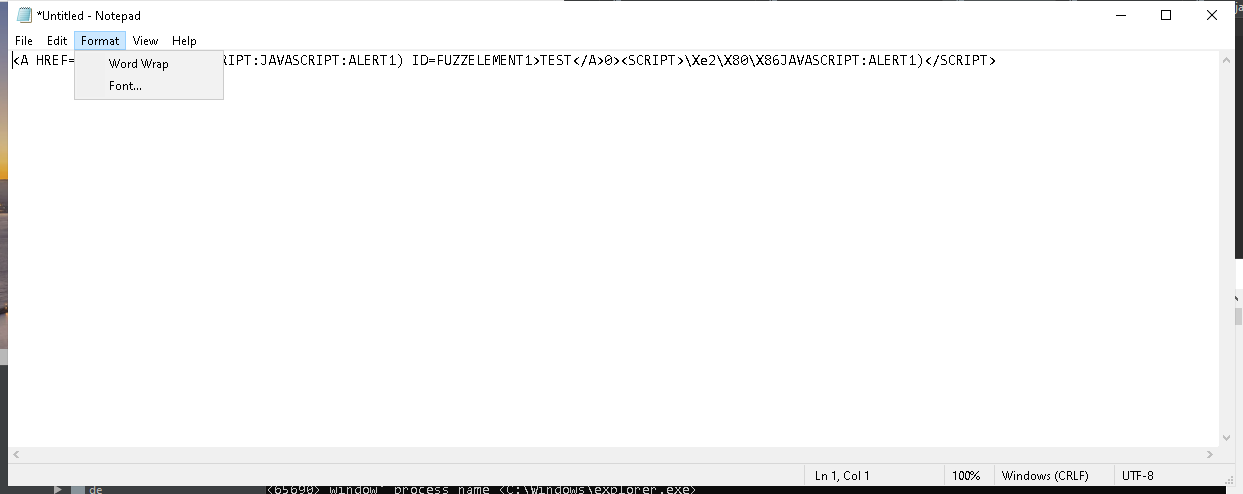 *Untitled - Notepad
File Edit Format View Help
<A HREF= RIPT:JAVASCRIPT:ALERT1) ID=FUZZELEMENT1>TEST</A>0><SCRIPT>\Xe2\X80\X86JAVASCRIPT:ALERT1)</SCRIPT>
Word Wrap
Font...
Ln 1, Col 1 100% Windows (CRLF) UTF-8
de <65690> window' process name <C:\Windows\explorer.exe>